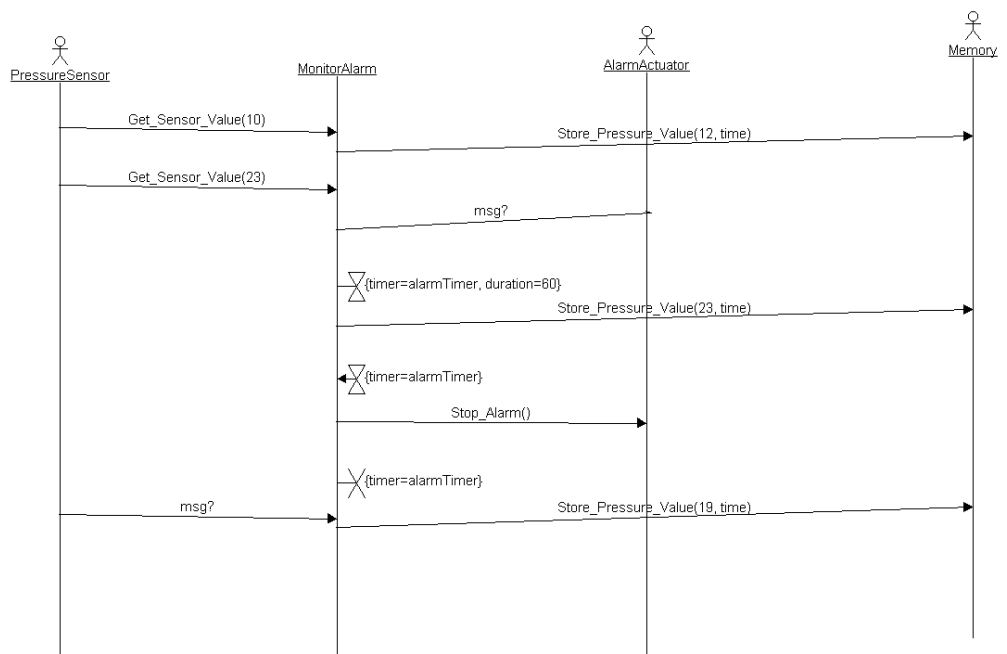 PressureSensor
MonitorAlarm
AlarmActuator
Memory
Get_Sensor_Value(10)
Store_Pressure_Value(12, time)
Get_Sensor_Value(23)
msg?
{timer=alarmTimer, duration=60}
Store_Pressure_Value(23, time)
{timer=alarmTimer}
Stop_Alarm()
{timer=alarmTimer}
msg?
Store_Pressure_Value(19, time)